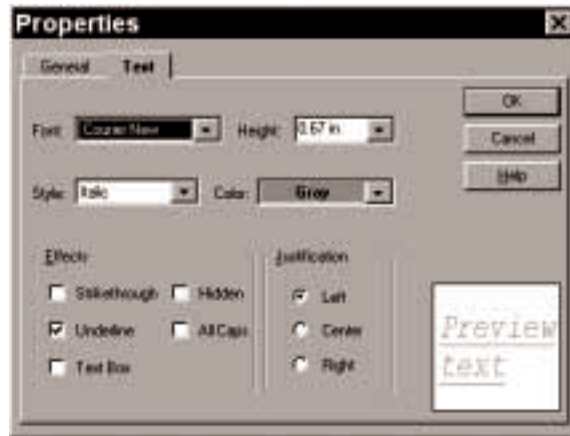 Properties
General Text
Font: Courier New Height: 0.67 in OK
Cancel
Style: Italic Color: Gray Help
Effects Justification
Strikethrough Hidden Left
Underline All Caps Center
Text Box Right
Preview
text